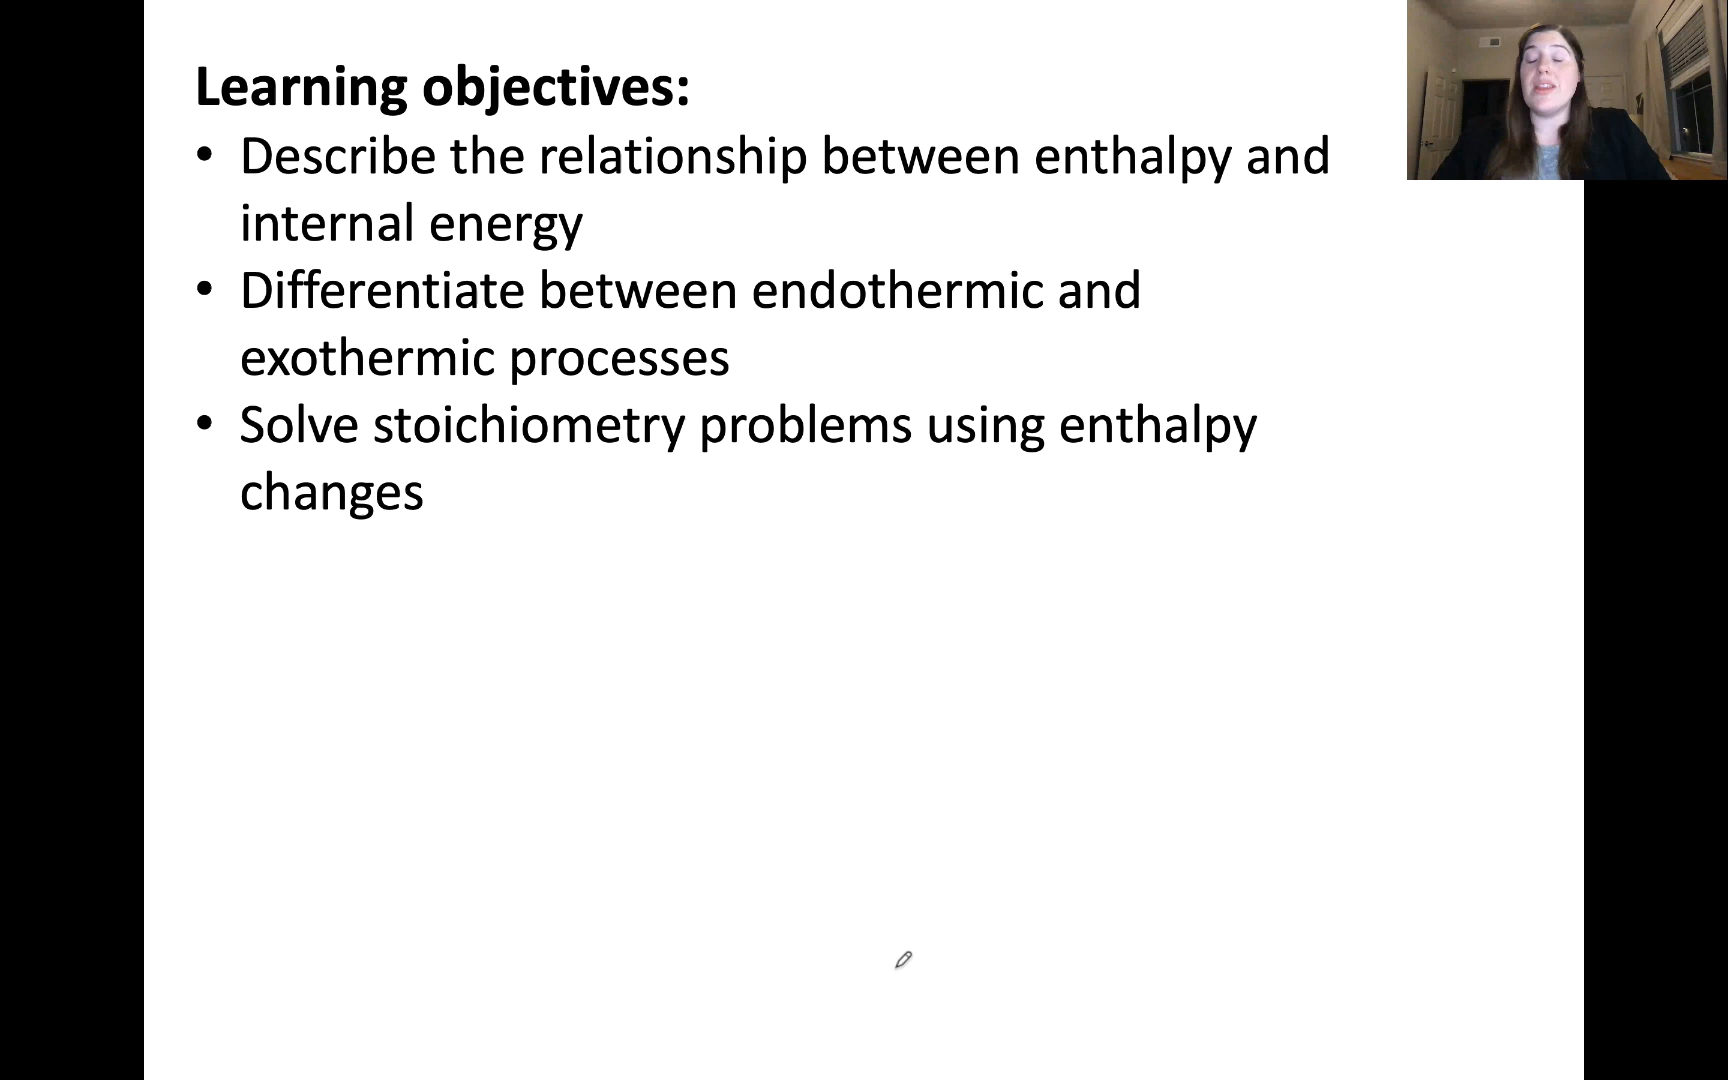 Learning objectives:
• Describe the relationship between enthalpy and
internal energy
• Differentiate between endothermic and
exothermic processes
• Solve stoichiometry problems using enthalpy
changes